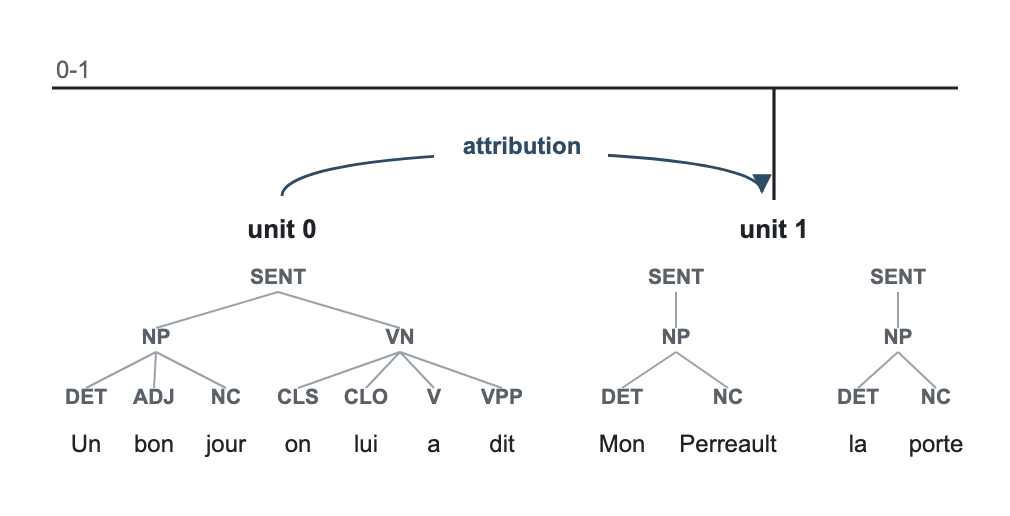 0-1
attribution
unit 0 unit 1
SENT SENT SENT
NP VN NP NP
DET ADJ NC CLS CLO V VPP DET NC DET NC
Un bon jour on lui a dit Mon Perreault la porte